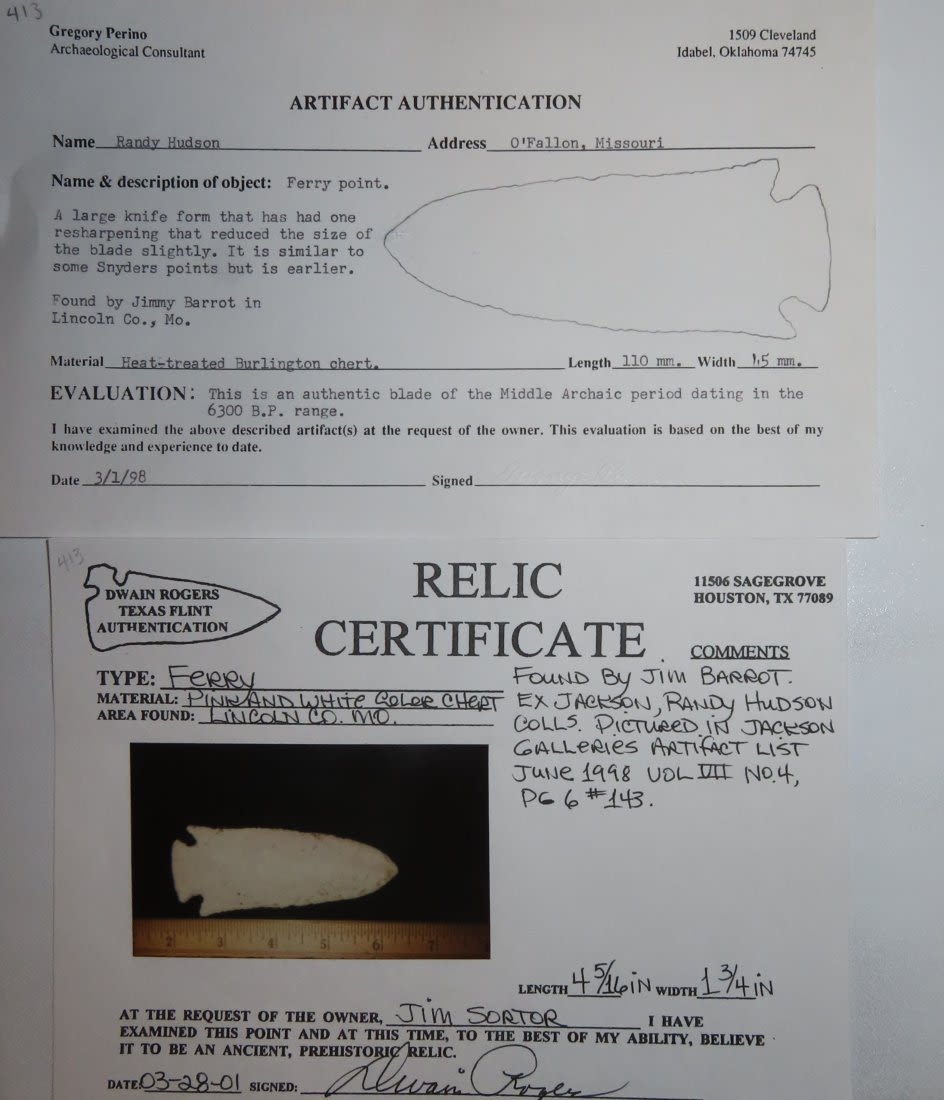 413
Gregory Perino
Archaeological Consultant
1509 Cleveland
Idabel, Oklahoma 74745
ARTIFACT AUTHENTICATION
Name Randy Hudson Address O'Fallon, Missouri
Name & description of object: Ferry point.
A large knife form that has had one
resharpening that reduced the size of
the blade slightly. It is similar to
some Snyders points but is earlier.
Found by Jimmy Barrot in
Lincoln Co., Mo.
Material Heat-treated Burlington chert. Length 110 mm. Width 45 mm.
EVALUATION: This is an authentic blade of the Middle Archaic period dating in the
6300 B.P. range.
I have examined the above described artifact(s) at the request of the owner. This evaluation is based on the best of my
knowledge and experience to date.
Date 3/1/98 Signed
413
DWAIN ROGERS
TEXAS FLINT
AUTHENTICATION
RELIC
CERTIFICATE
11506 SAGEGROVE
HOUSTON, TX 77089
COMMENTS
TYPE: FERRY
MATERIAL: PINK AND WHITE COLOR CHERT
AREA FOUND: LINCOLN CO. MO.
FOUND BY JIM BARROT.
EX JACKSON, RANDY HUDSON
COLLS. PICTURED IN JACKSON
GALLERIES ARTIFACT LIST
JUNE 1998 VOL VII NO.4,
PG 6 #143.
2 3 4 5 6 7
LENGTH 4 5/16 IN WIDTH 1 3/4 IN
AT THE REQUEST OF THE OWNER, JIM SORTOR I HAVE
EXAMINED THIS POINT AND AT THIS TIME, TO THE BEST OF MY ABILITY, BELIEVE
IT TO BE AN ANCIENT, PREHISTORIC RELIC.
DATE: 03-28-01 SIGNED: Dwain Rogers